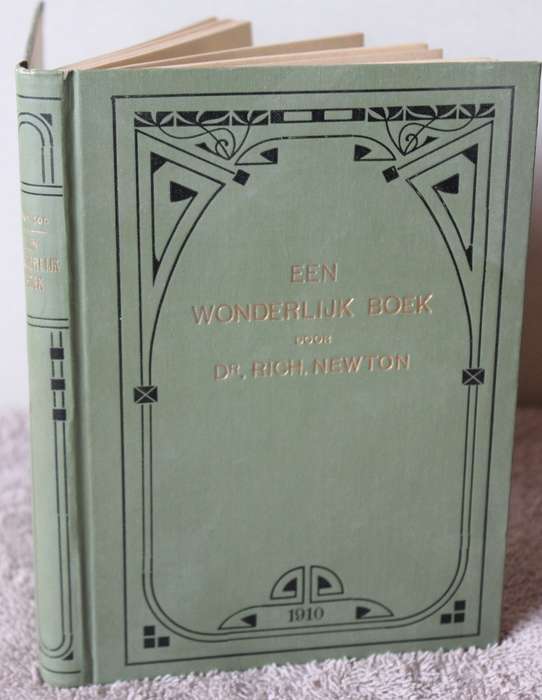 EEN
WONDERLIJK BOEK
DOOR
DR. RICH. NEWTON
1910